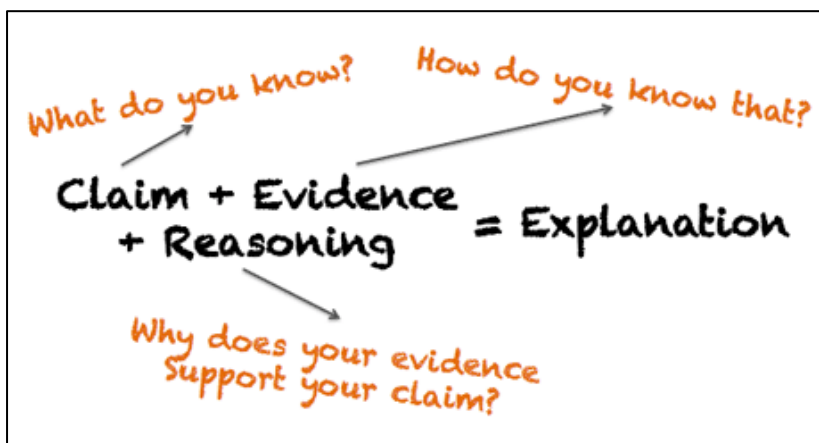 What do you know?
How do you know that?
Claim + Evidence
+ Reasoning
= Explanation
Why does your evidence
Support your claim?